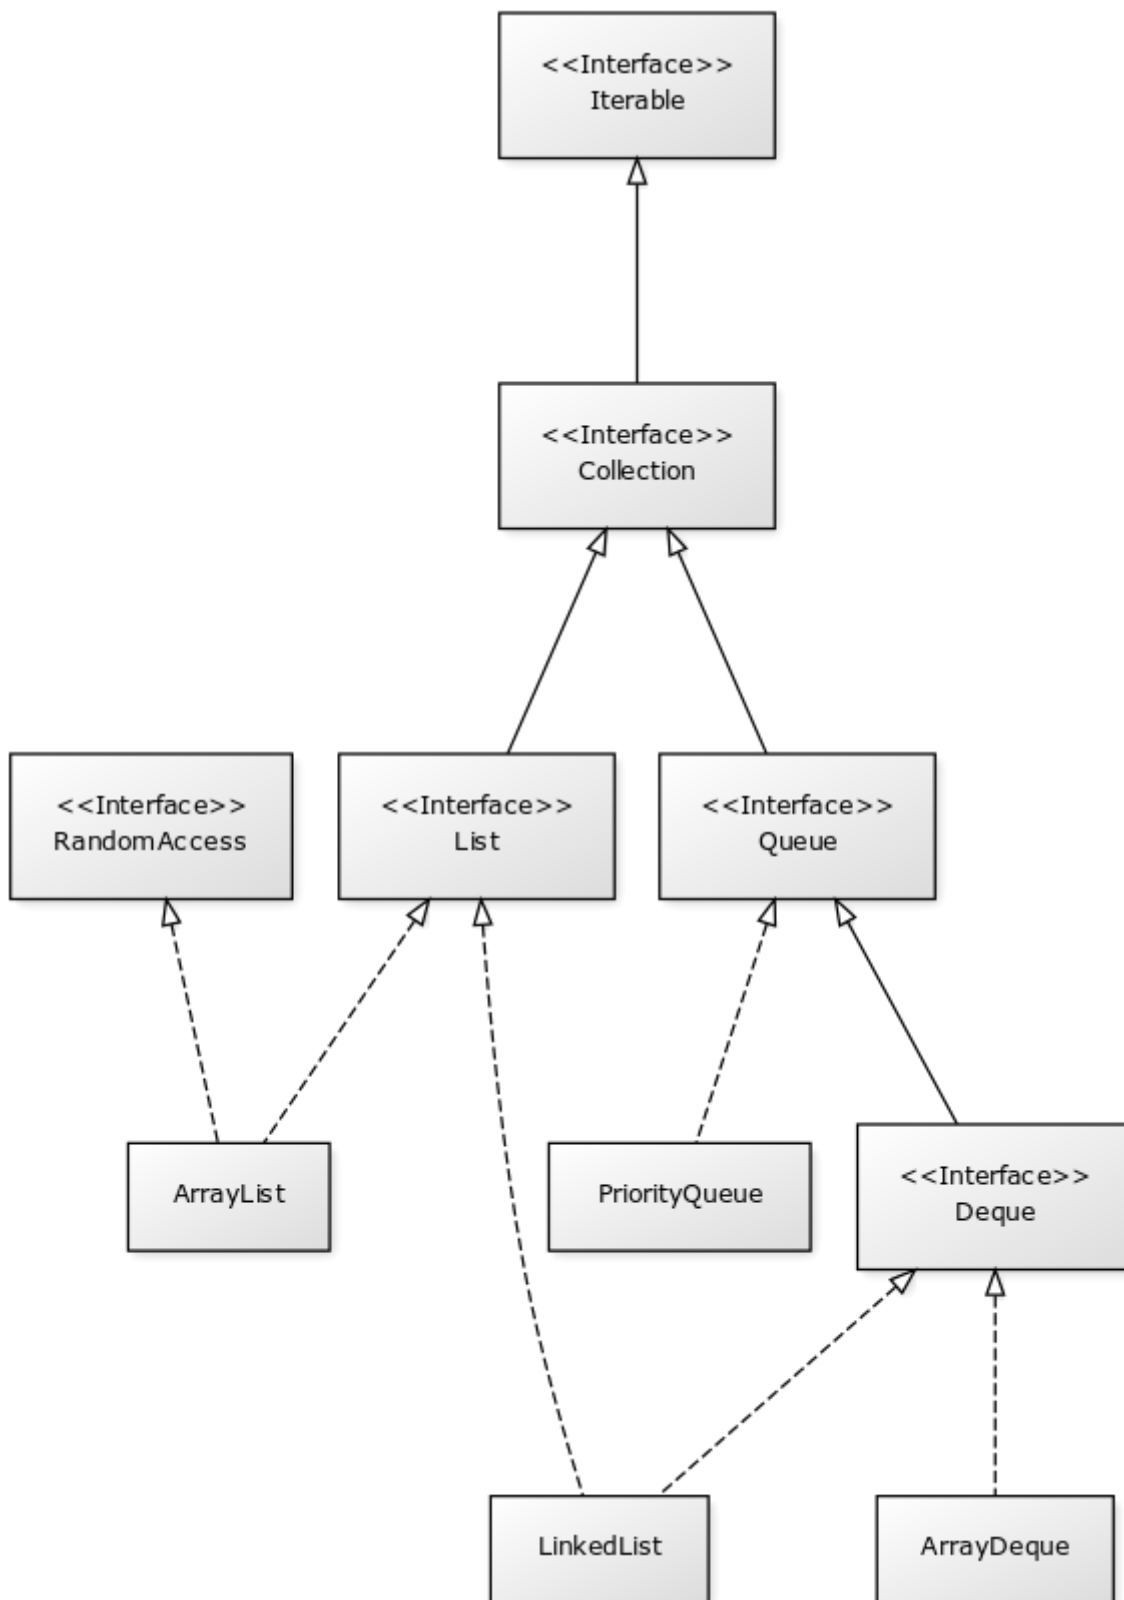 <<Interface>>
Iterable
<<Interface>>
Collection
<<Interface>>
RandomAccess
<<Interface>>
List
<<Interface>>
Queue
ArrayList
PriorityQueue
<<Interface>>
Deque
LinkedList
ArrayDeque